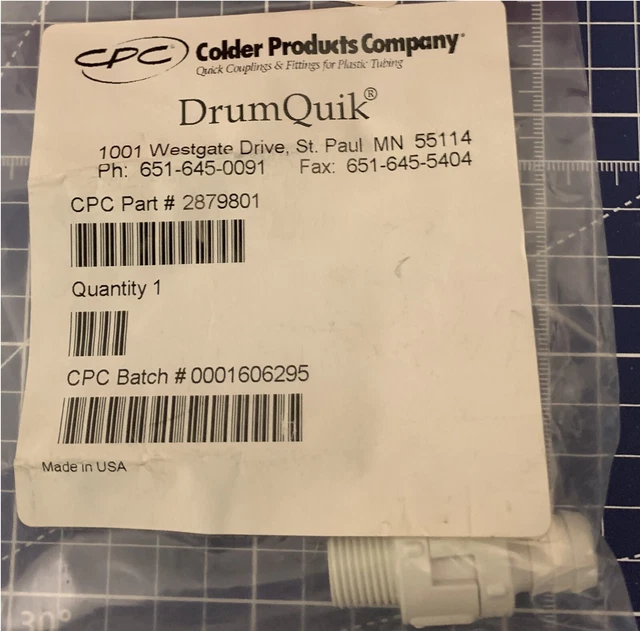 CPC® Colder Products Company®
Quick Couplings & Fittings for Plastic Tubing
DrumQuik®
1001 Westgate Drive, St. Paul MN 55114
Ph: 651-645-0091 Fax: 651-645-5404
CPC Part # 2879801
Quantity 1
CPC Batch # 0001606295
Made in USA
30°